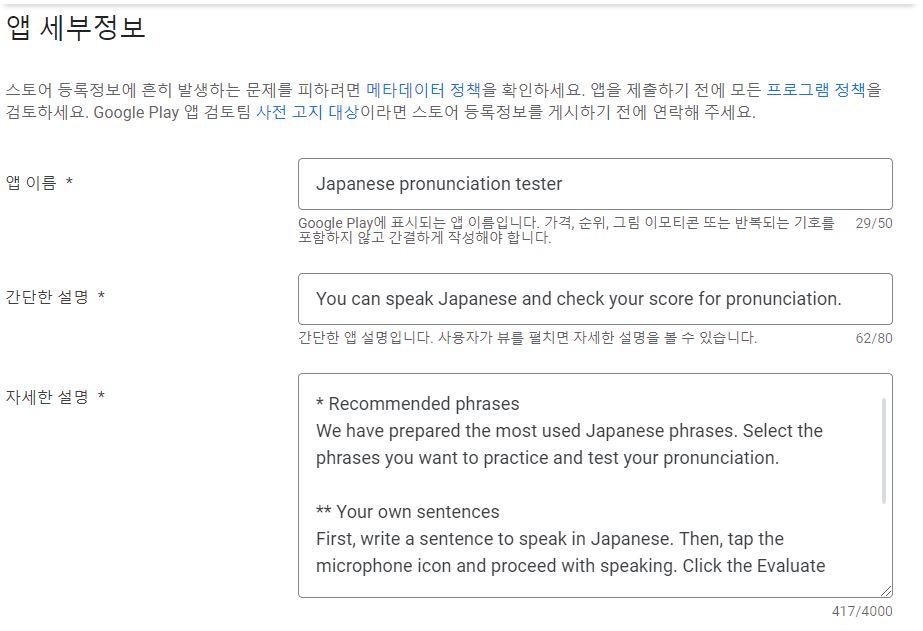 앱 세부정보
스토어 등록정보에 흔히 발생하는 문제를 피하려면 메타데이터 정책을 확인하세요. 앱을 제출하기 전에 모든 프로그램 정책을
검토하세요. Google Play 앱 검토팀 사전 고지 대상이라면 스토어 등록정보를 게시하기 전에 연락해 주세요.
앱 이름 *
Japanese pronunciation tester
Google Play에 표시되는 앱 이름입니다. 가격, 순위, 그림 이모티콘 또는 반복되는 기호를 29/50
포함하지 않고 간결하게 작성해야 합니다.
간단한 설명 *
You can speak Japanese and check your score for pronunciation.
간단한 앱 설명입니다. 사용자가 뷰를 펼치면 자세한 설명을 볼 수 있습니다. 62/80
자세한 설명 *
* Recommended phrases
We have prepared the most used Japanese phrases. Select the
phrases you want to practice and test your pronunciation.
** Your own sentences
First, write a sentence to speak in Japanese. Then, tap the
microphone icon and proceed with speaking. Click the Evaluate
417/4000